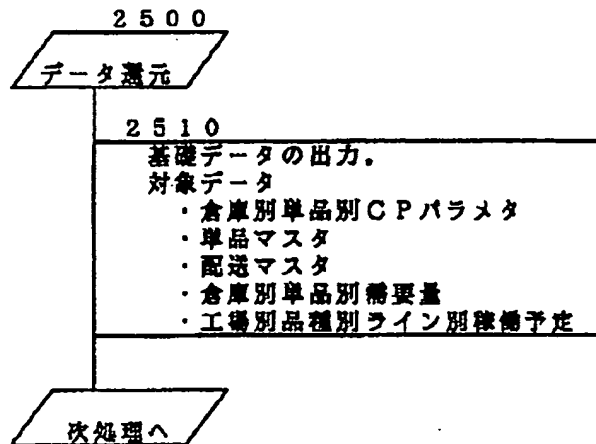 2500
データ還元
2510
基礎データの出力。
対象データ
・倉庫別単品別CPパラメタ
・単品マスタ
・配送マスタ
・倉庫別単品別需要量
・工場別品種別ライン別稼働予定
次処理へ